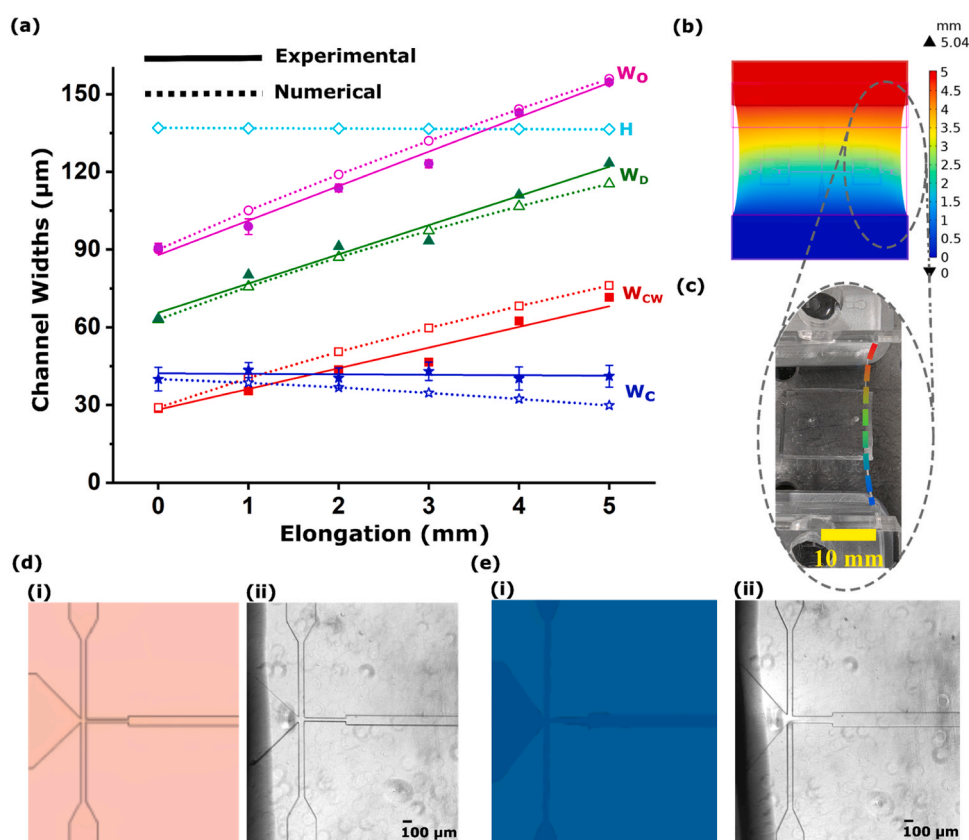 (a)
Experimental
Numerical
Channel Widths (µm)
150
120
90
60
30
0
W_O
H
W_D
W_CW
W_C
0 1 2 3 4 5
Elongation (mm)
(b)
mm
▲ 5.04
5
4.5
4
3.5
3
2.5
2
1.5
1
0.5
0
▼ 0
(c)
10 mm
(d)
(i)
(ii)
100 µm
(e)
(i)
(ii)
100 µm